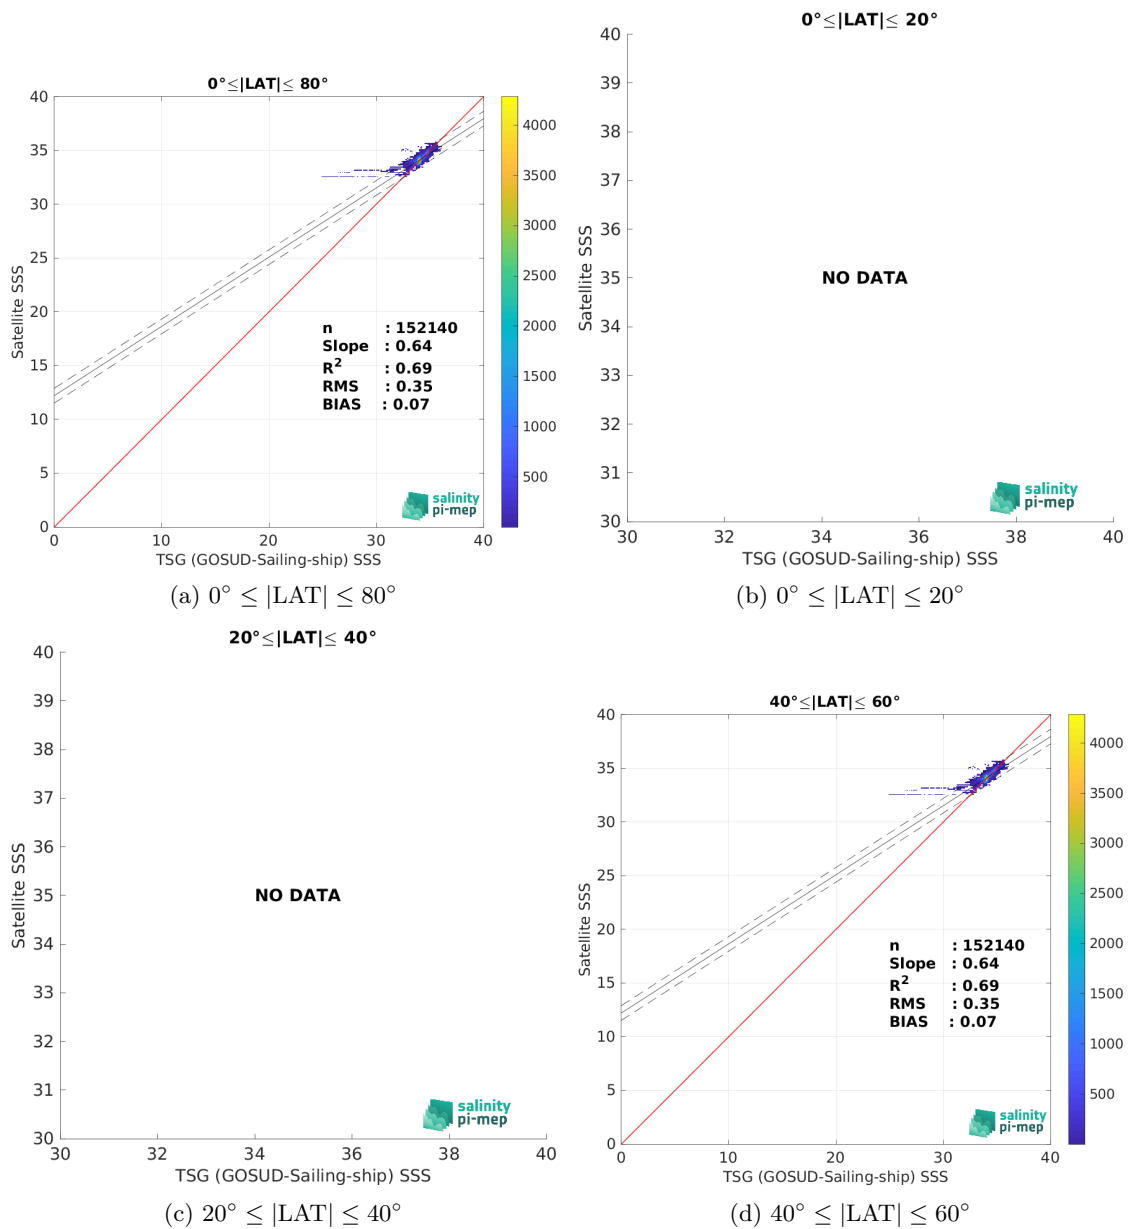 0°≤|LAT|≤ 80°
40
35
30
25
20
15
10
5
0
0
10
20
30
40
Satellite SSS
TSG (GOSUD-Sailing-ship) SSS
n : 152140
Slope : 0.64
R² : 0.69
RMS : 0.35
BIAS : 0.07
salinity
pi-mep
4000
3500
3000
2500
2000
1500
1000
500
(a) 0° ≤ |LAT| ≤ 80°
0°≤|LAT|≤ 20°
40
39
38
37
36
35
34
33
32
31
30
30
32
34
36
38
40
Satellite SSS
NO DATA
salinity
pi-mep
TSG (GOSUD-Sailing-ship) SSS
(b) 0° ≤ |LAT| ≤ 20°
20°≤|LAT|≤ 40°
40
39
38
37
36
35
34
33
32
31
30
30
32
34
36
38
40
Satellite SSS
NO DATA
salinity
pi-mep
TSG (GOSUD-Sailing-ship) SSS
(c) 20° ≤ |LAT| ≤ 40°
40°≤|LAT|≤ 60°
40
35
30
25
20
15
10
5
0
0
10
20
30
40
Satellite SSS
TSG (GOSUD-Sailing-ship) SSS
n : 152140
Slope : 0.64
R² : 0.69
RMS : 0.35
BIAS : 0.07
salinity
pi-mep
4000
3500
3000
2500
2000
1500
1000
500
(d) 40° ≤ |LAT| ≤ 60°